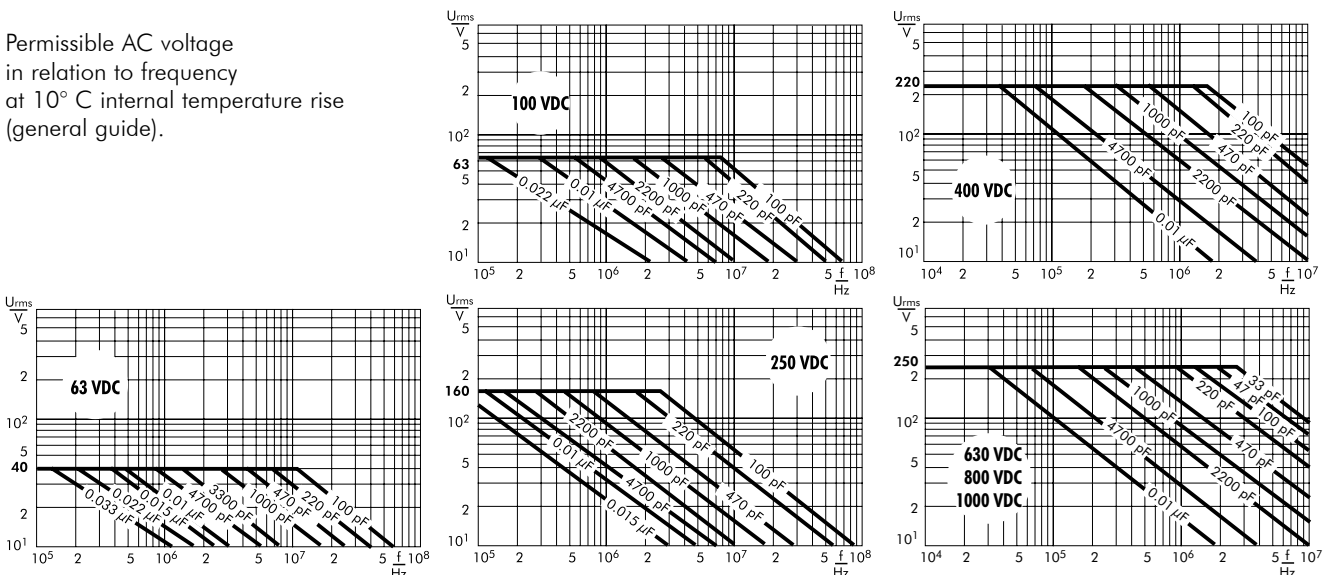 Permissible AC voltage
in relation to frequency
at 10° C internal temperature rise
(general guide).
Urms
V
5
2
10²
63
5
2
10¹
100 VDC
0.022 µF
0.01 µF
4700 pF
2200 pF
1000 pF
470 pF
220 pF
100 pF
10⁵ 2 5 10⁶ 2 5 10⁷ 2 5 f 10⁸
Hz
Urms
V
5
220
2
10²
5
2
10¹
400 VDC
100 pF
220 pF
470 pF
1000 pF
2200 pF
4700 pF
0.01 µF
10⁴ 2 5 10⁵ 2 5 10⁶ 2 5 f 10⁷
Hz
Urms
V
5
2
10²
5
40
2
10¹
63 VDC
0.033 µF
0.022 µF
0.015 µF
0.01 µF
4700 pF
3300 pF
1000 pF
470 pF
220 pF
100 pF
10⁵ 2 5 10⁶ 2 5 10⁷ 2 5 f 10⁸
Hz
Urms
V
5
2
160
10²
5
2
10¹
250 VDC
2200 pF
0.01 µF
220 pF
1000 pF
100 pF
4700 pF
470 pF
0.015 µF
10⁵ 2 5 10⁶ 2 5 10⁷ 2 5 f 10⁸
Hz
Urms
V
5
250
2
10²
5
2
10¹
630 VDC
800 VDC
1000 VDC
33 pF
47 pF
100 pF
220 pF
470 pF
1000 pF
2200 pF
4700 pF
0.01 µF
10⁴ 2 5 10⁵ 2 5 10⁶ 2 5 f 10⁷
Hz